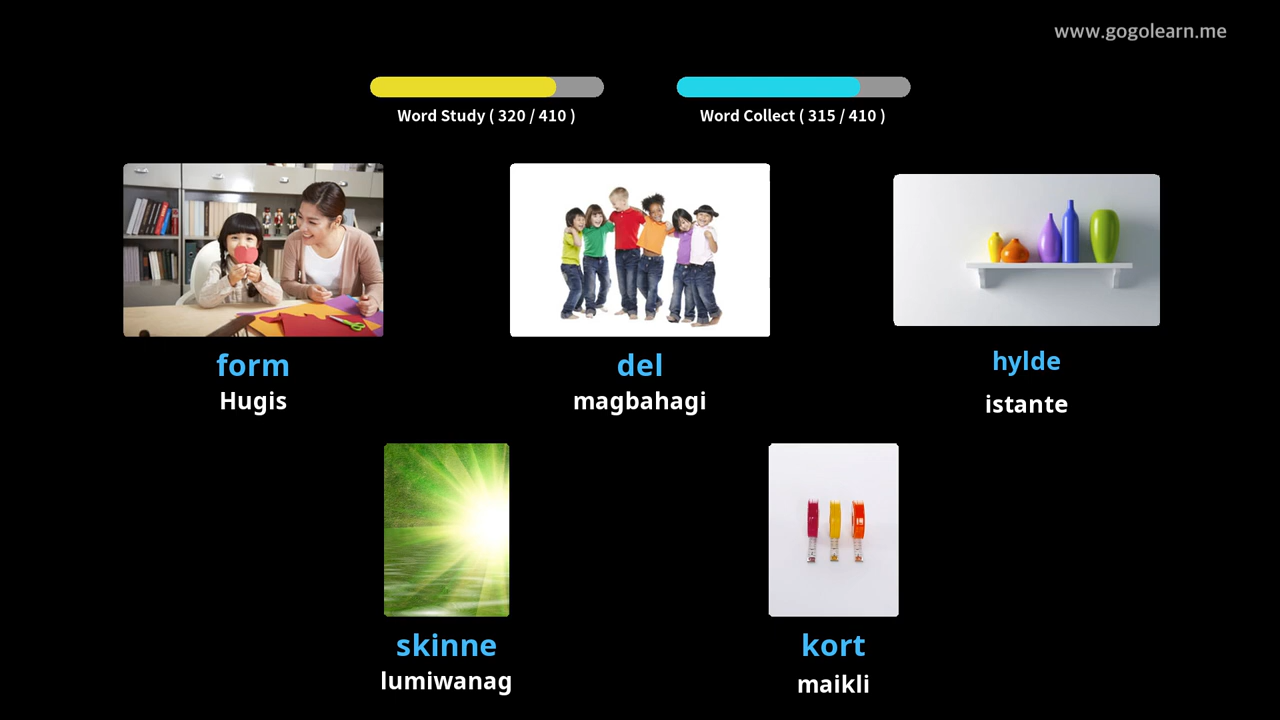 www.gogolearn.me
Word Study ( 320 / 410 )
Word Collect ( 315 / 410 )
form
Hugis
del
magbahagi
hylde
istante
skinne
lumiwanag
kort
maikli